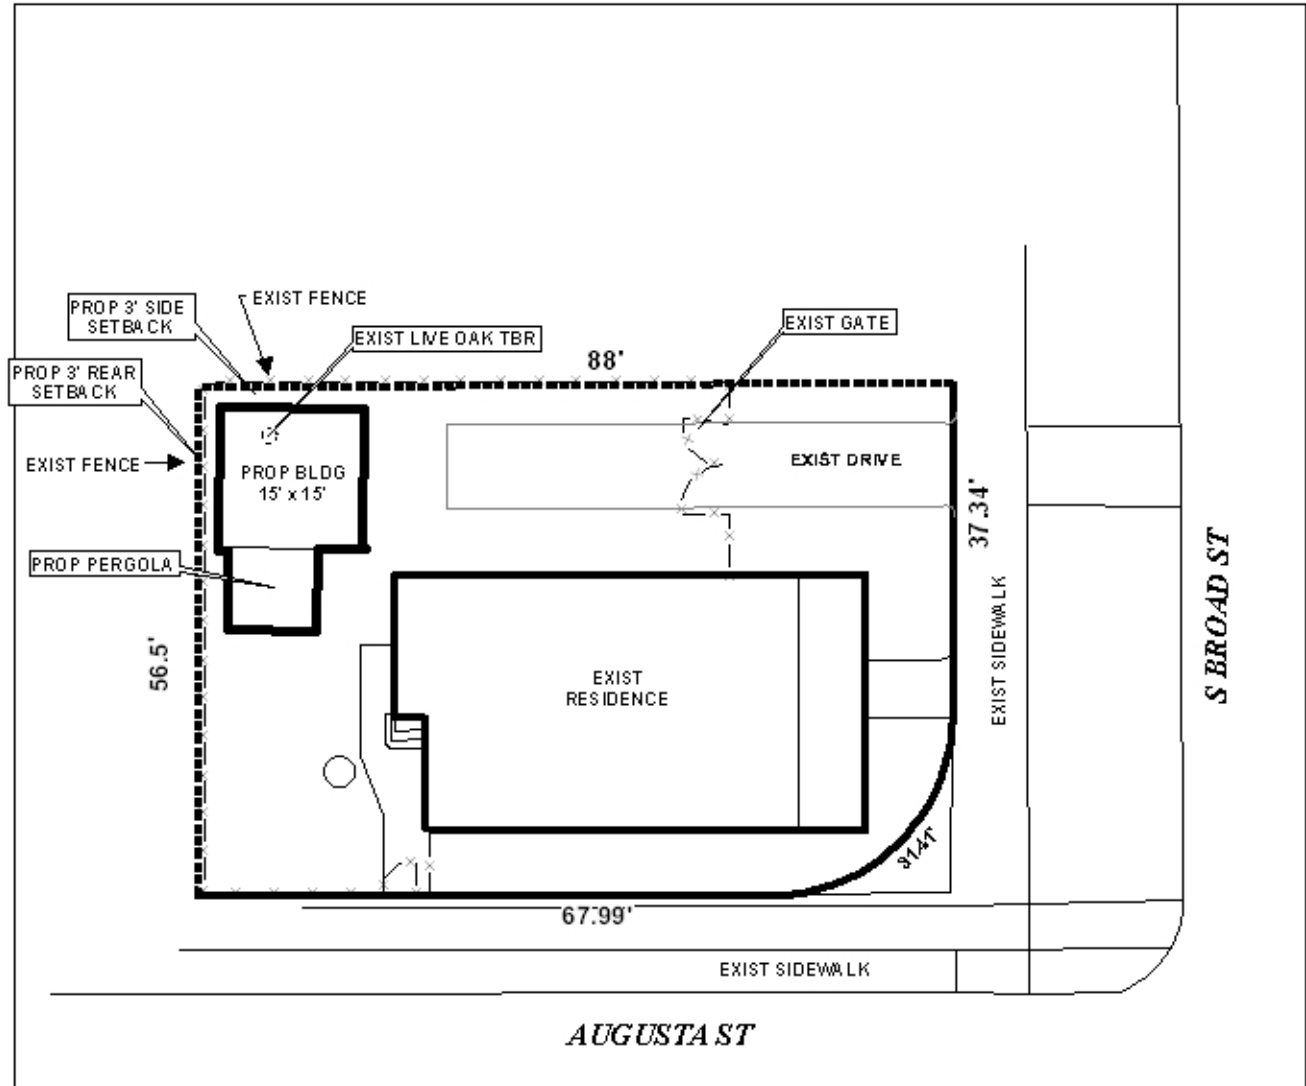 PROP 3' SIDE
SETBACK
EXIST FENCE
EXIST LIVE OAK TBR
EXIST GATE
88'
PROP 3' REAR
SETBACK
EXIST FENCE
PROP BLDG
15' x 15'
EXIST DRIVE
37.34'
PROP PERGOLA
56.5'
EXIST
RESIDENCE
EXIST SIDEWALK
S BROAD ST
31.41'
67.99'
EXIST SIDEWALK
AUGUSTA ST